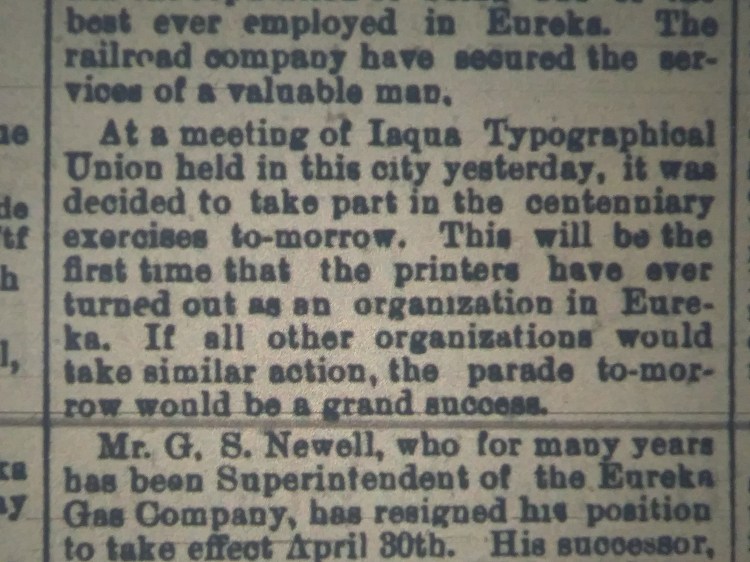 best ever employed in Eureka. The
railroad company have secured the ser-
vices of a valuable man.
At a meeting of Iaqua Typographical
Union held in this city yesterday, it was
decided to take part in the centenniary
exercises to-morrow. This will be the
first time that the printers have ever
turned out as an organization in Eure-
ka. If all other organizations would
take similar action, the parade to-mor-
row would be a grand success.
Mr. G. S. Newell, who for many years
has been Superintendent of the Eureka
Gas Company, has resigned his position
to take effect April 30th. His successor,